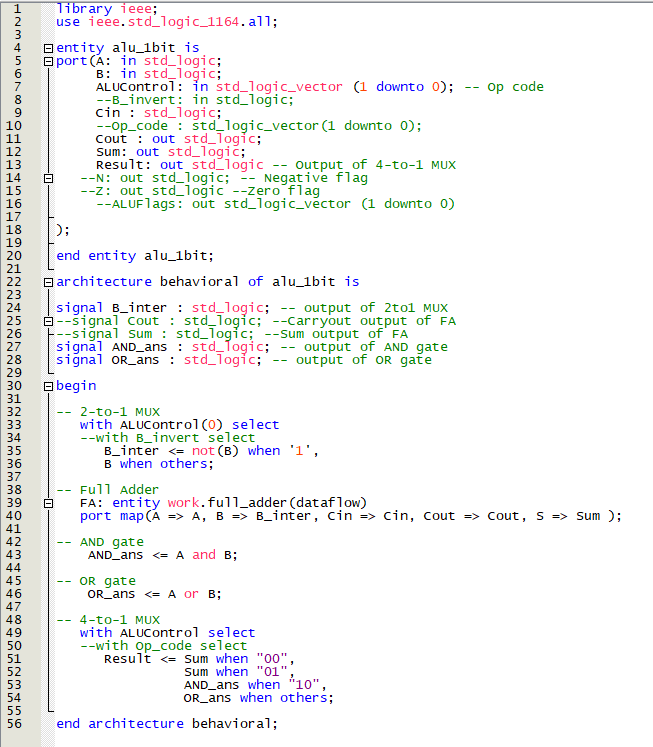 1 library ieee;
2 use ieee.std_logic_1164.all;
3
4 entity alu_1bit is
5 port(A: in std_logic;
6 B: in std_logic;
7 ALUControl: in std_logic_vector (1 downto 0); -- Op code
8 --B_invert: in std_logic;
9 Cin : std_logic;
10 --Op_code : std_logic_vector(1 downto 0);
11 Cout : out std_logic;
12 Sum: out std_logic;
13 Result: out std_logic -- Output of 4-to-1 MUX
14 --N: out std_logic; -- Negative flag
15 --Z: out std_logic --Zero flag
16 --ALUFlags: out std_logic_vector (1 downto 0)
17
18 );
19
20 end entity alu_1bit;
21
22 architecture behavioral of alu_1bit is
23
24 signal B_inter : std_logic; -- output of 2to1 MUX
25 --signal Cout : std_logic; --Carryout output of FA
26 --signal Sum : std_logic; --Sum output of FA
27 signal AND_ans : std_logic; -- output of AND gate
28 signal OR_ans : std_logic; -- output of OR gate
29
30 begin
31
32 -- 2-to-1 MUX
33 with ALUControl(0) select
34 --with B_invert select
35 B_inter <= not(B) when '1',
36 B when others;
37
38 -- Full Adder
39 FA: entity work.full_adder(dataflow)
40 port map(A => A, B => B_inter, Cin => Cin, Cout => Cout, S => Sum );
41
42 -- AND gate
43 AND_ans <= A and B;
44
45 -- OR gate
46 OR_ans <= A or B;
47
48 -- 4-to-1 MUX
49 with ALUControl select
50 --with Op_code select
51 Result <= Sum when "00",
52 Sum when "01",
53 AND_ans when "10",
54 OR_ans when others;
55
56 end architecture behavioral;